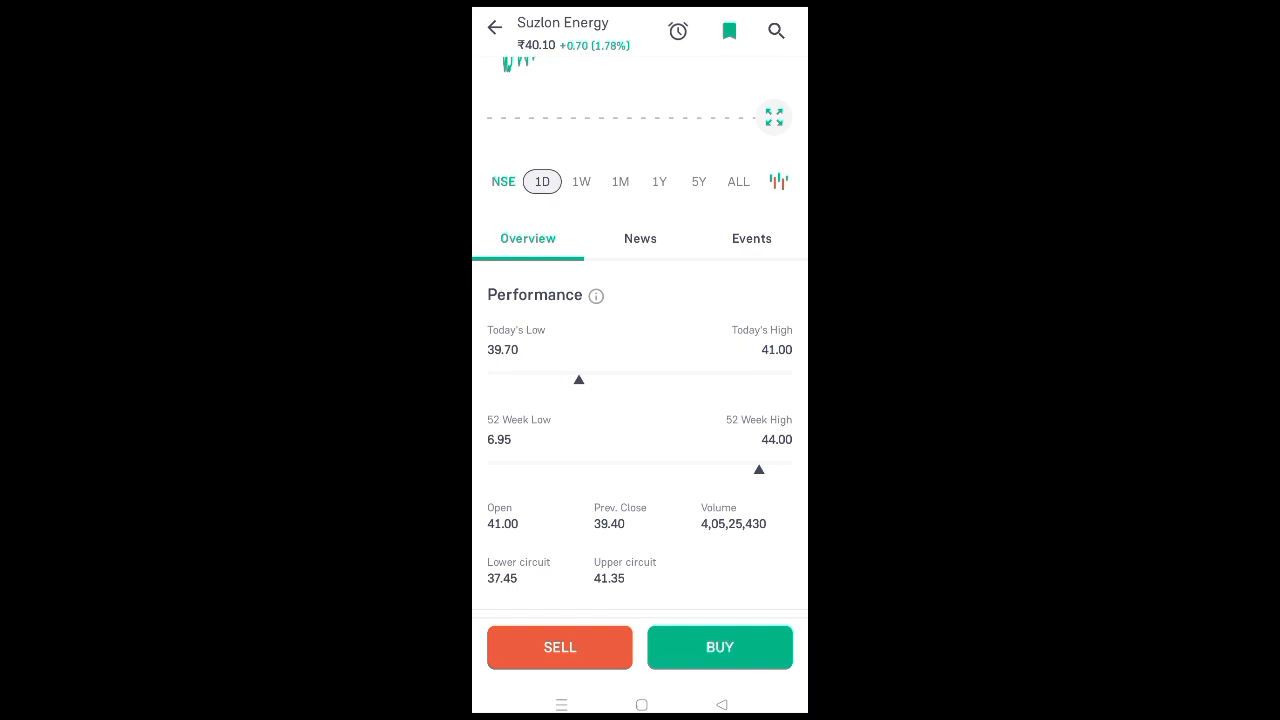 Suzlon Energy
₹40.10 +0.70 (1.78%)
NSE 1D 1W 1M 1Y 5Y ALL
Overview News Events
Performance
Today's Low Today's High
39.70 41.00
52 Week Low 52 Week High
6.95 44.00
Open Prev. Close Volume
41.00 39.40 4,05,25,430
Lower circuit Upper circuit
37.45 41.35
SELL BUY